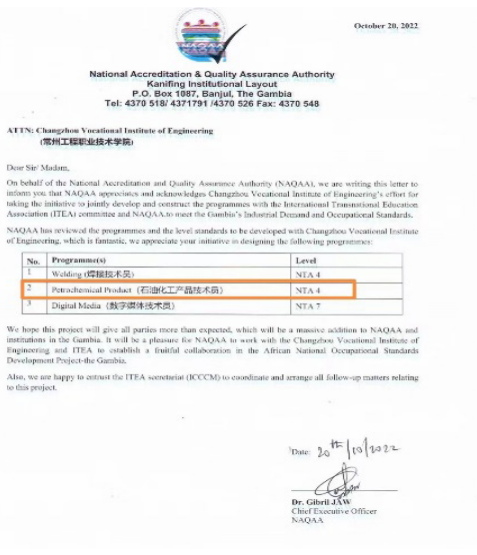 October 20, 2022
NAQAA
National Accreditation & Quality Assurance Authority
Kanifing Institutional Layout
P.O. Box 1087, Banjul, The Gambia
Tel: 4370 518/ 4371791 /4370 526 Fax: 4370 548
ATTN: Changzhou Vocational Institute of Engineering
(常州工程职业技术学院)
Dear Sir/ Madam,
On behalf of the National Accreditation and Quality Assurance Authority (NAQAA), we are writing this letter to
inform you that NAQAA appreciates and acknowledges Changzhou Vocational Institute of Engineering's effort for
taking the initiative to jointly develop and construct the programmes with the International Transnational Education
Association (ITEA) committee and NAQAA.to meet the Gambia's Industrial Demand and Occupational Standards.
NAQAA has reviewed the programmes and the level standards to be developed with Changzhou Vocational Institute
of Engineering, which is fantastic, we appreciate your initiative in designing the following programmes:
No. Programme(s) Level
1 Welding (焊接技术员) NTA 4
2 Petrochemical Product (石油化工产品技术员) NTA 4
3 Digital Media (数字媒体技术员) NTA 7
We hope this project will give all parties more than expected, which will be a massive addition to NAQAA and
institutions in the Gambia. It will be a pleasure for NAQAA to work with the Changzhou Vocational Institute of
Engineering and ITEA to establish a fruitful collaboration in the African National Occupational Standards
Development Project-the Gambia.
Also, we are happy to entrust the ITEA secretariat (ICCCM) to coordinate and arrange all follow-up matters relating
to this project.
Date: 20th/10/2022
Dr. Gibril JAW
Chief Executive Officer
NAQAA